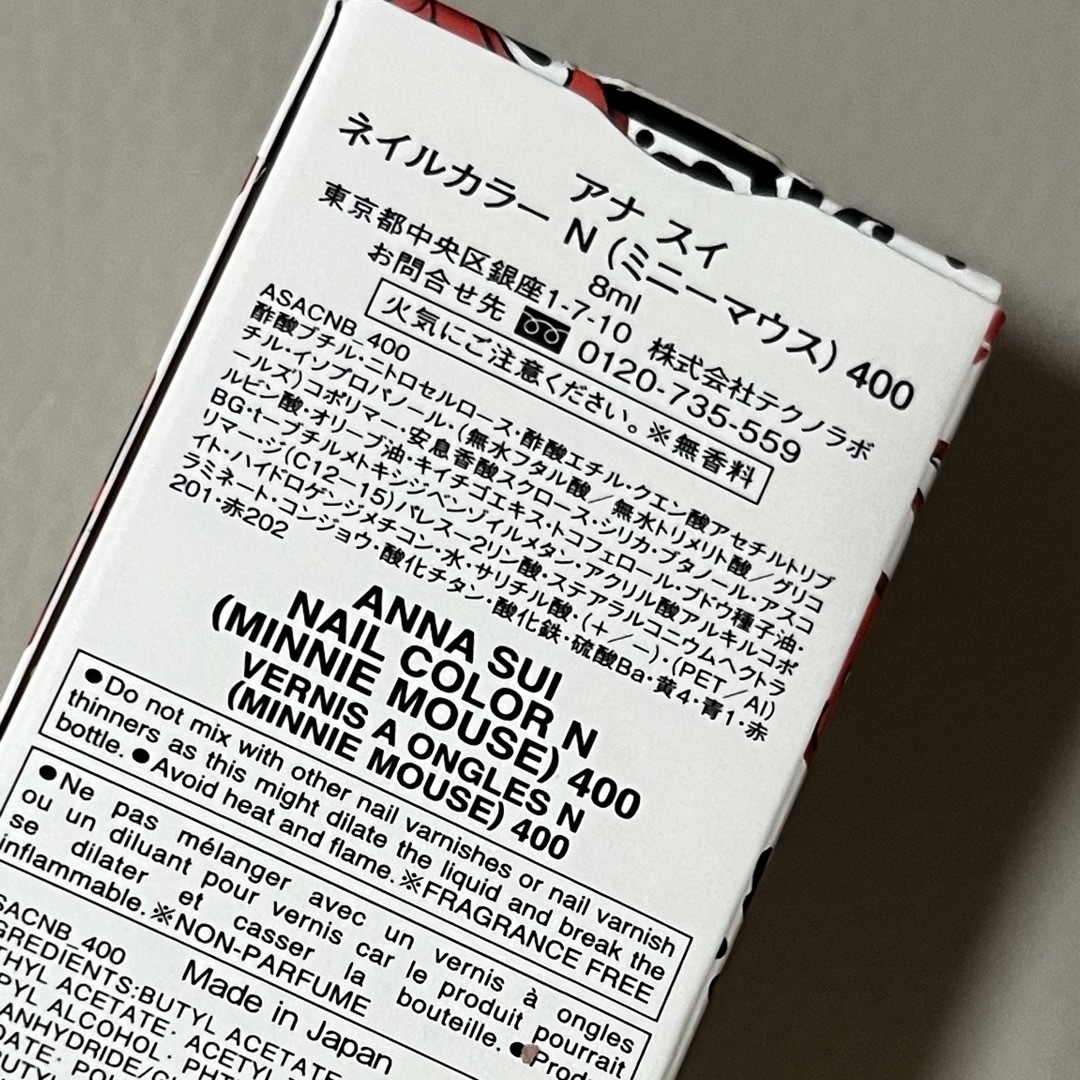 アナ スイ
ネイルカラー N (ミニーマウス) 400
8ml
東京都中央区銀座1-7-10 株式会社テクノラボ
お問合せ先 0120-735-559
火気にご注意ください。※無香料
ASACNB_400
酢酸ブチル・ニトロセルロース・酢酸エチル・クエン酸アセチルトリブ
チル・イソプロパノール・(無水フタル酸/無水トリメリト酸/グリコ
ールズ)コポリマー・安息香酸スクロース・シリカ・ブタノール・アスコ
ルビン酸・オリーブ油・キイチゴエキス・トコフェロール・ブドウ種子油・
BG・t-ブチルメトキシジベンゾイルメタン・アクリル酸アルキルコポ
リマー・ジ(C12-15)パレス-2リン酸・ステアラルコニウムヘクトラ
イト・ハイドロゲンジメチコン・水・サリチル酸・(+/-)・(PET/Al)
ラミネート・コンジョウ・酸化チタン・酸化鉄・硫酸Ba・黄4・青1・赤
201・赤202
ANNA SUI
NAIL COLOR N
(MINNIE MOUSE) 400
VERNIS A ONGLES N
(MINNIE MOUSE) 400
●Do not mix with other nail varnishes or nail varnish
thinners as this might dilate the liquid and break the
bottle. ●Avoid heat and flame.※FRAGRANCE FREE
●Ne pas mélanger avec un vernis à ongles
ou un diluant pour vernis car le produit pourrait
se dilater et casser la bouteille. ●Prod
inflammable.※NON-PARFUME
Made in Japan
BUTYL ACETATE
ACETATE・ACETYL
ALCOHOL・